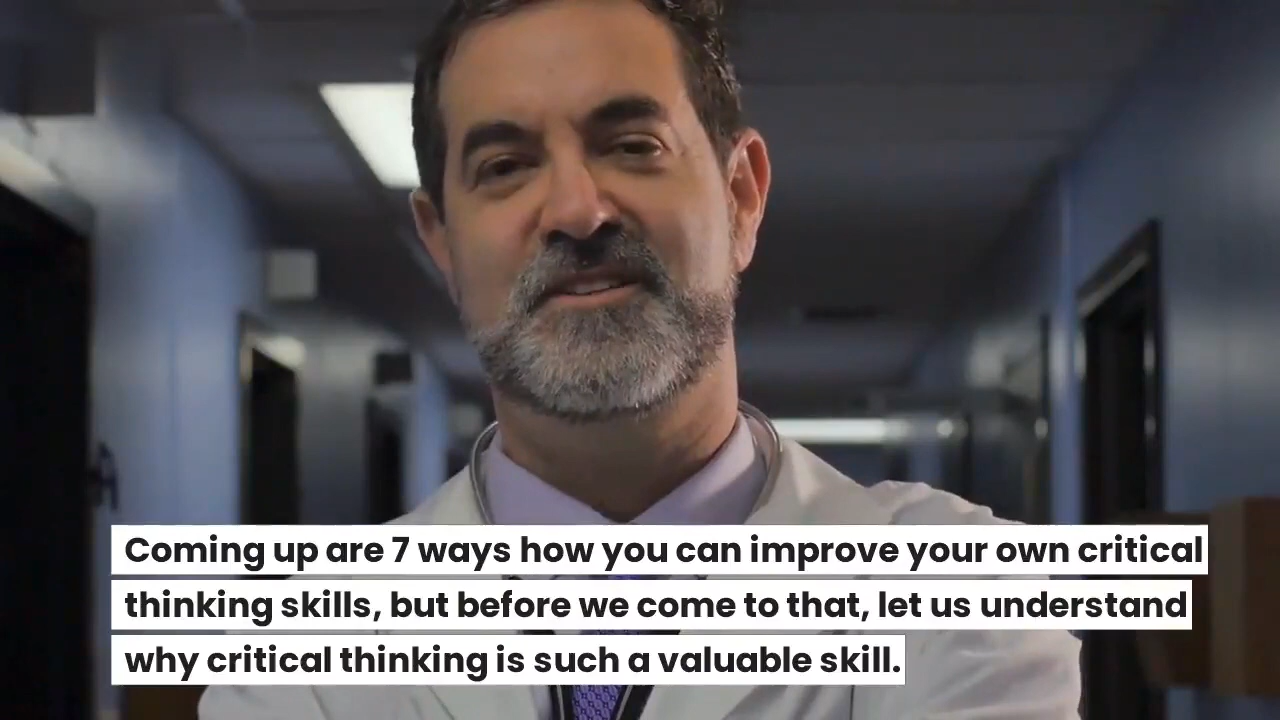 Coming up are 7 ways how you can improve your own critical
thinking skills, but before we come to that, let us understand
why critical thinking is such a valuable skill.